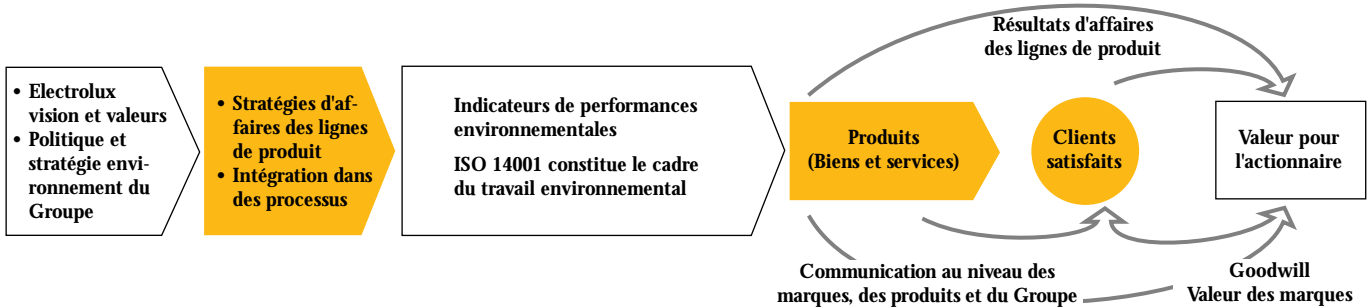 • Electrolux
vision et valeurs
• Politique et
stratégie envi-
ronnement du
Groupe
• Stratégies d'af-
faires des lignes
de produit
• Intégration dans
des processus
Indicateurs de performances
environnementales
ISO 14001 constitue le cadre
du travail environnemental
Produits
(Biens et services)
Résultats d'affaires
des lignes de produit
Clients
satisfaits
Valeur pour
l'actionnaire
Communication au niveau des
marques, des produits et du Groupe
Goodwill
Valeur des marques